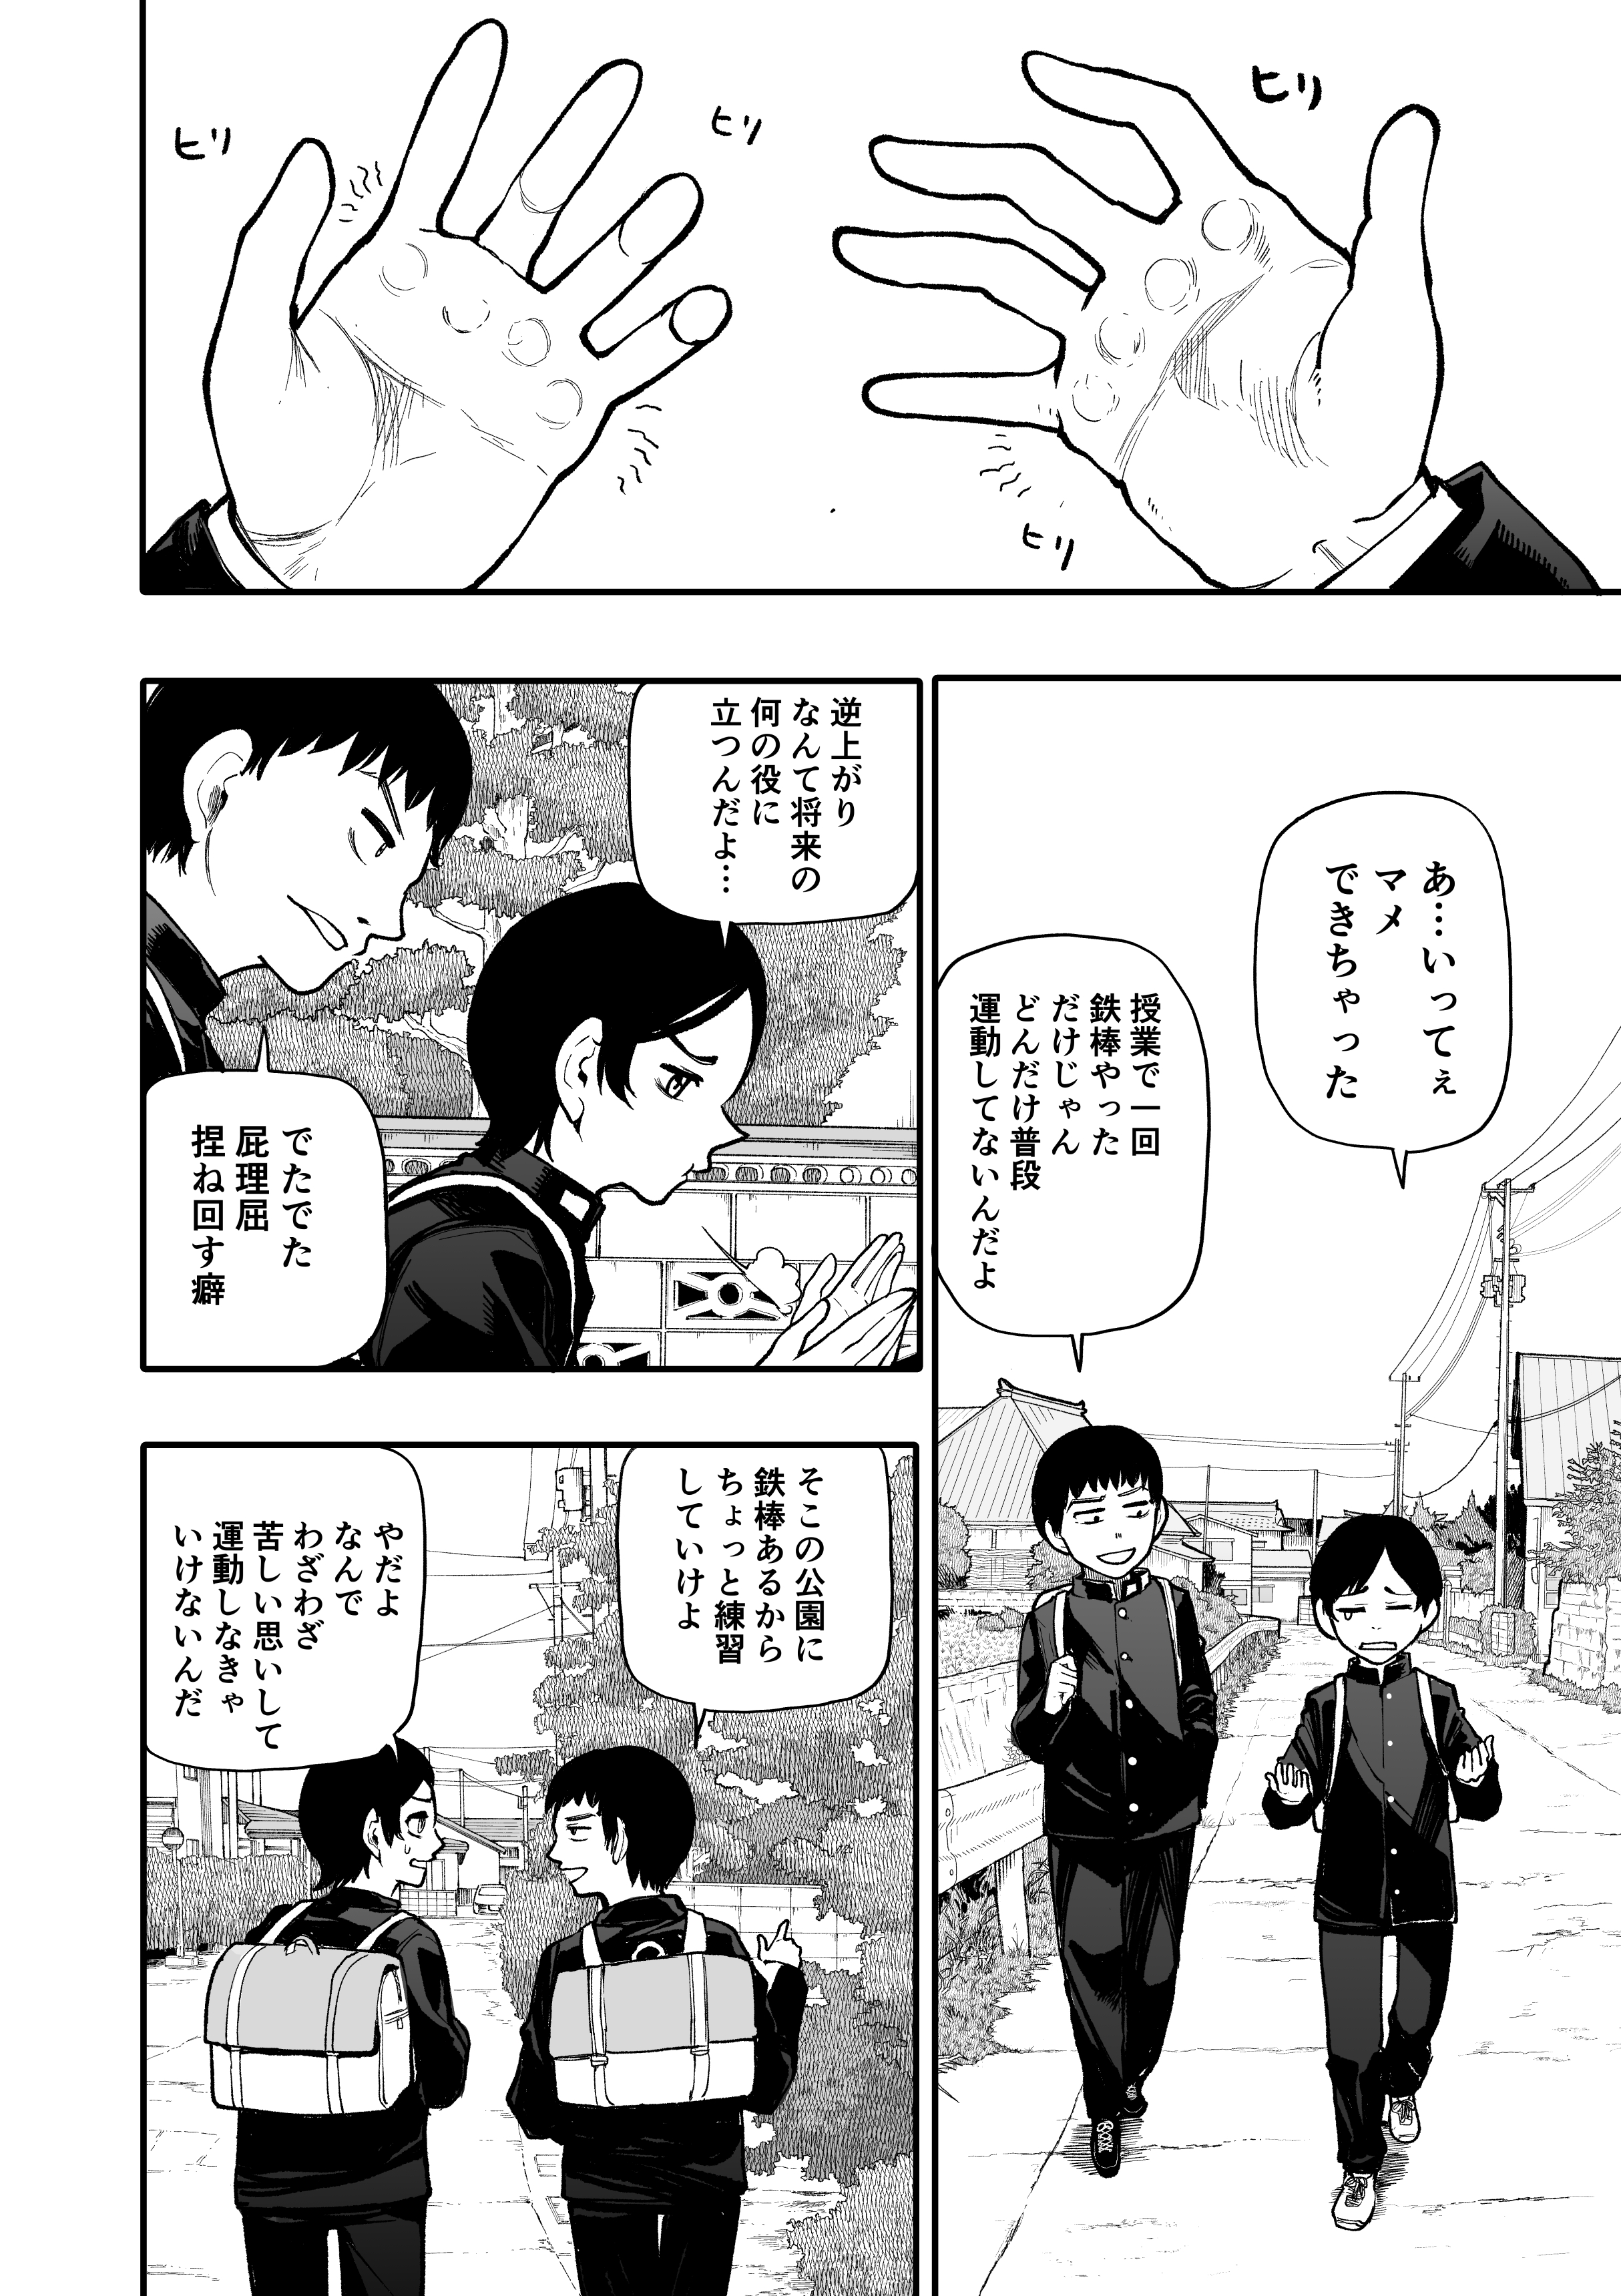 ヒリ
ヒリ
ヒリ
ヒリ
あ…いってぇ
マメ
できちゃった
授業で一回
鉄棒やった
だけじゃん
どんだけ普段
運動してないんだよ
逆上がり
なんて将来の
何の役に
立つんだよ…
でたでた
屁理屈
捏ね回す癖
そこの公園に
鉄棒あるから
ちょっと練習
していけよ
やだよ
なんで
わざわざ
苦しい思いして
運動しなきゃ
いけないんだ